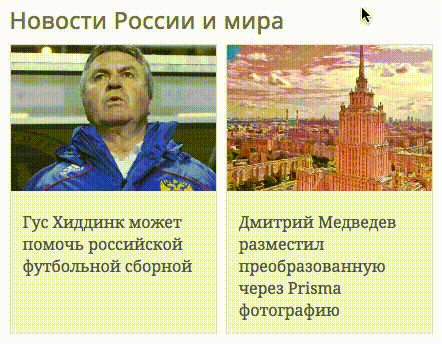 Новости России и мира
Гус Хиддинк может
помочь российской
футбольной сборной
Дмитрий Медведев
разместил
преобразованную
через Prisma
фотографию